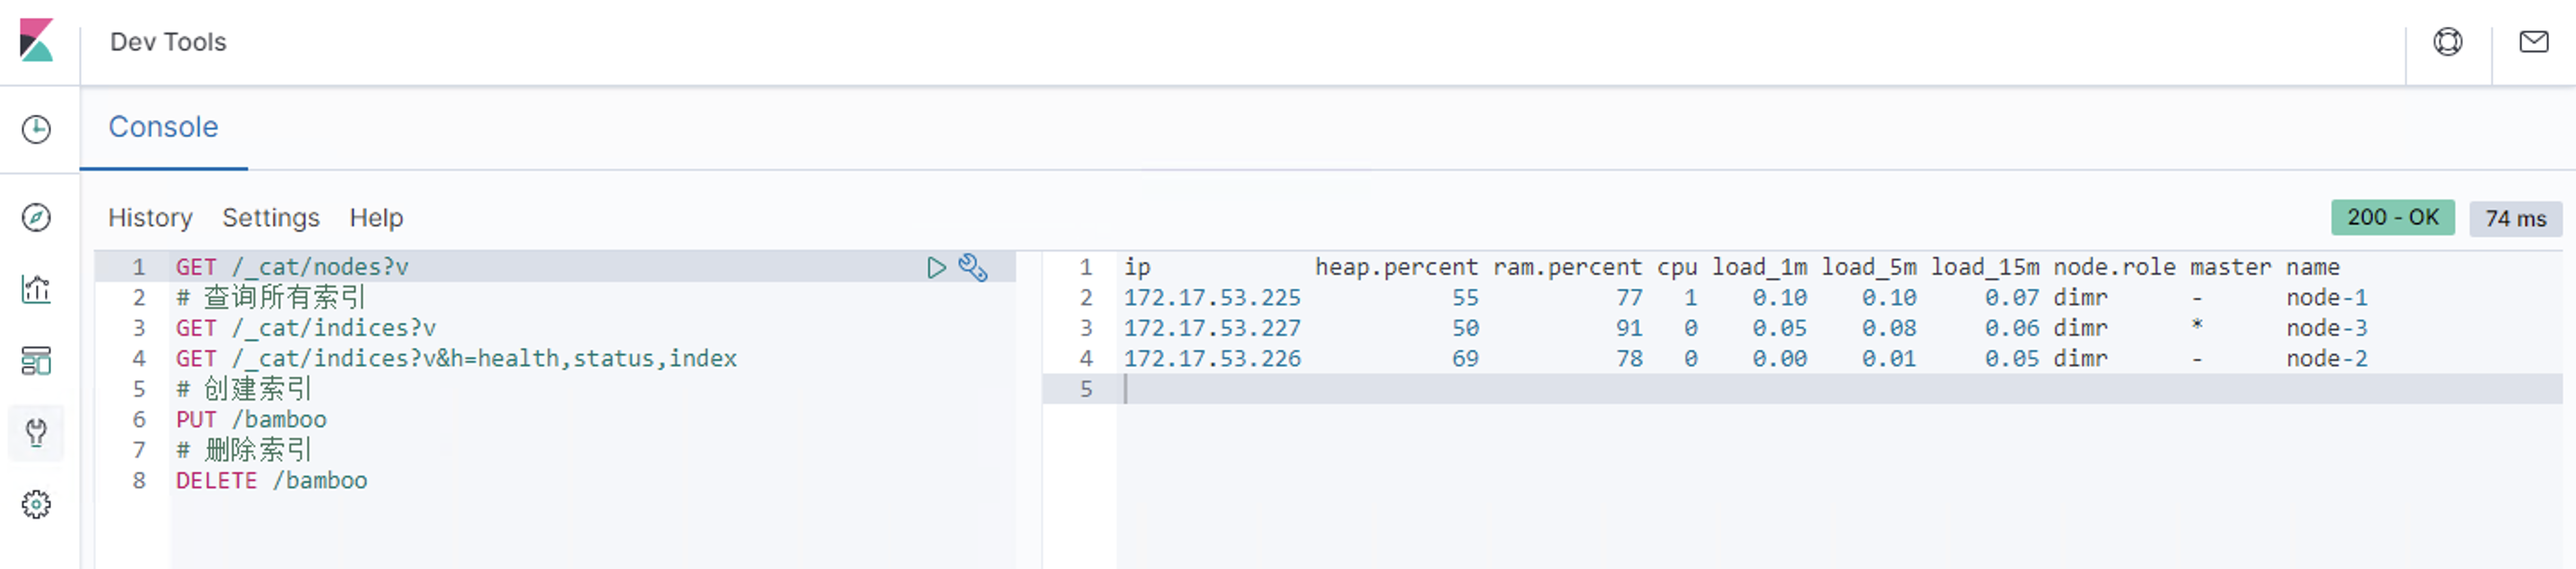 Dev Tools
Console
History Settings Help
200 - OK 74 ms
1 GET /_cat/nodes?v
2 # 查询所有索引
3 GET /_cat/indices?v
4 GET /_cat/indices?v&h=health,status,index
5 # 创建索引
6 PUT /bamboo
7 # 删除索引
8 DELETE /bamboo
1 ip heap.percent ram.percent cpu load_1m load_5m load_15m node.role master name
2 172.17.53.225 55 77 1 0.10 0.10 0.07 dimr - node-1
3 172.17.53.227 50 91 0 0.05 0.08 0.06 dimr * node-3
4 172.17.53.226 69 78 0 0.00 0.01 0.05 dimr - node-2
5